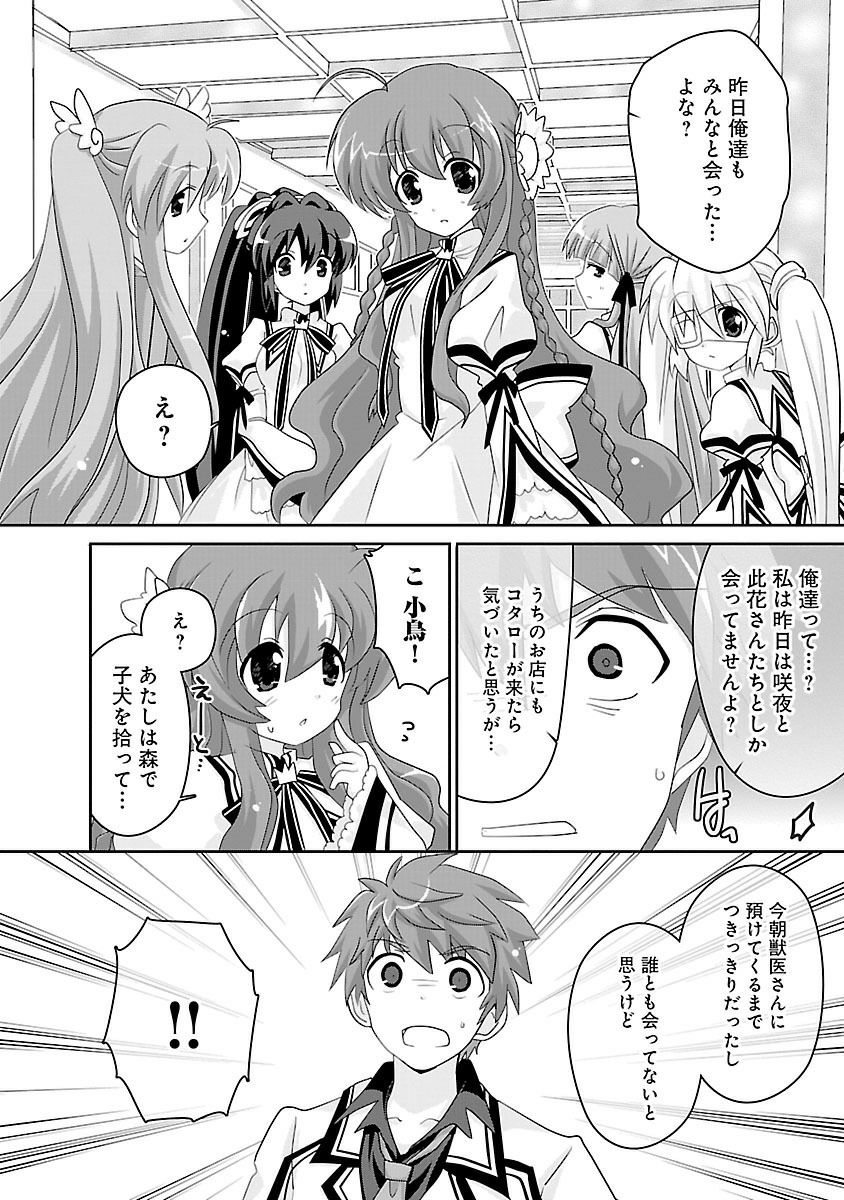 昨日俺達も
みんなと会った…
よな?
え?
俺達って…?
私は昨日は咲夜と
此花さんたちとしか
会ってませんよ?
はっ
うちのお店にも
コタローが来たら
気づいたと思うが…
こ 小鳥!
?
え?
えーと…
あたしは森で
子犬を拾って…
今朝獣医さんに
預けてくるまで
つきっきりだったし
誰とも会ってないと
思うけど
!!